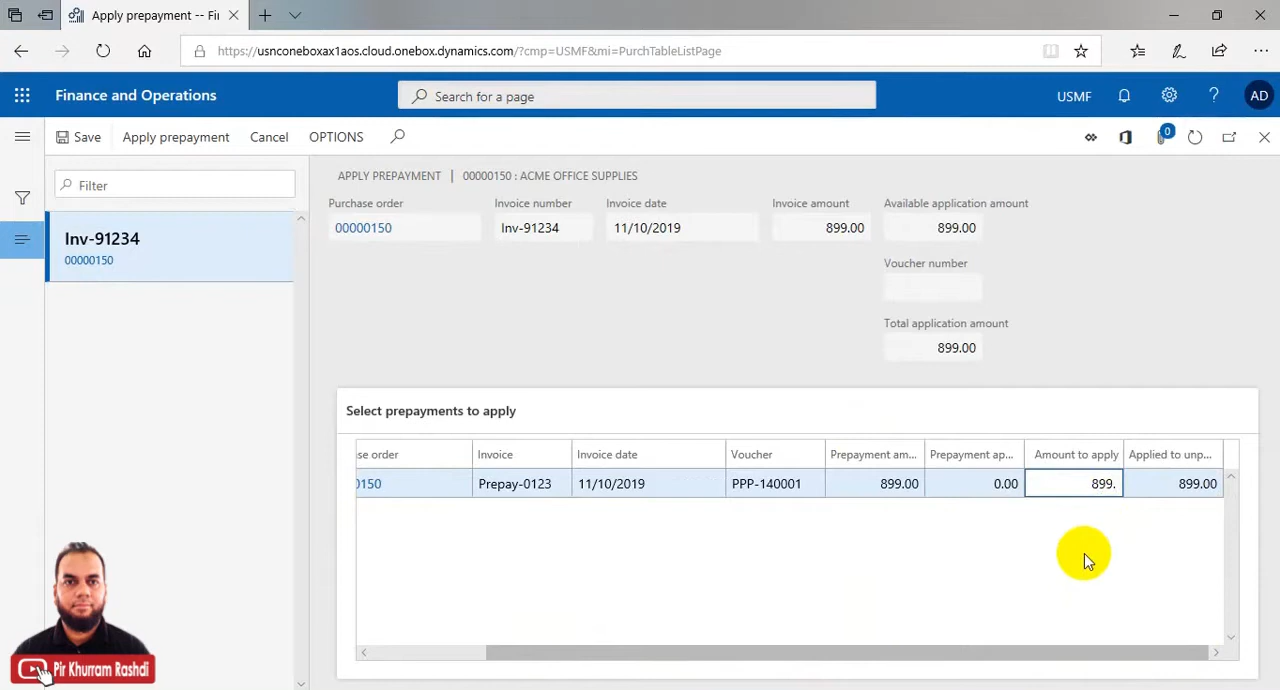 Apply prepayment -- Fi
https://usnconeboxax1aos.cloud.onebox.dynamics.com/?cmp=USMF&mi=PurchTableListPage
Finance and Operations
Search for a page
USMF
AD
Save
Apply prepayment
Cancel
OPTIONS
0
Filter
Inv-91234
00000150
APPLY PREPAYMENT | 00000150 : ACME OFFICE SUPPLIES
Purchase order Invoice number Invoice date Invoice amount Available application amount
00000150 Inv-91234 11/10/2019 899.00 899.00
Voucher number
Total application amount
899.00
Select prepayments to apply
se order Invoice Invoice date Voucher Prepayment am... Prepayment ap... Amount to apply Applied to unp...
0150 Prepay-0123 11/10/2019 PPP-140001 899.00 0.00 899. 899.00
Pir Khurram Rashdi